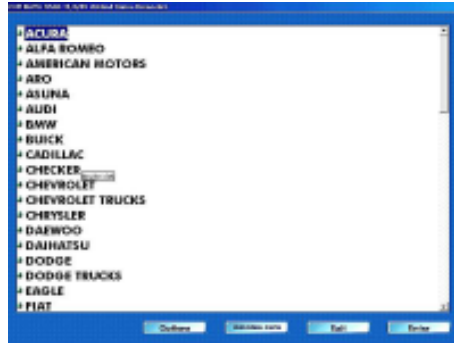 ACURA
ALFA ROMEO
AMERICAN MOTORS
ARO
ASUNA
AUDI
BMW
BUICK
CADILLAC
CHECKER
CHEVROLET
CHEVROLET TRUCKS
CHRYSLER
DAEWOO
DAIHATSU
DODGE
DODGE TRUCKS
EAGLE
FIAT
Options
Exit
Enter